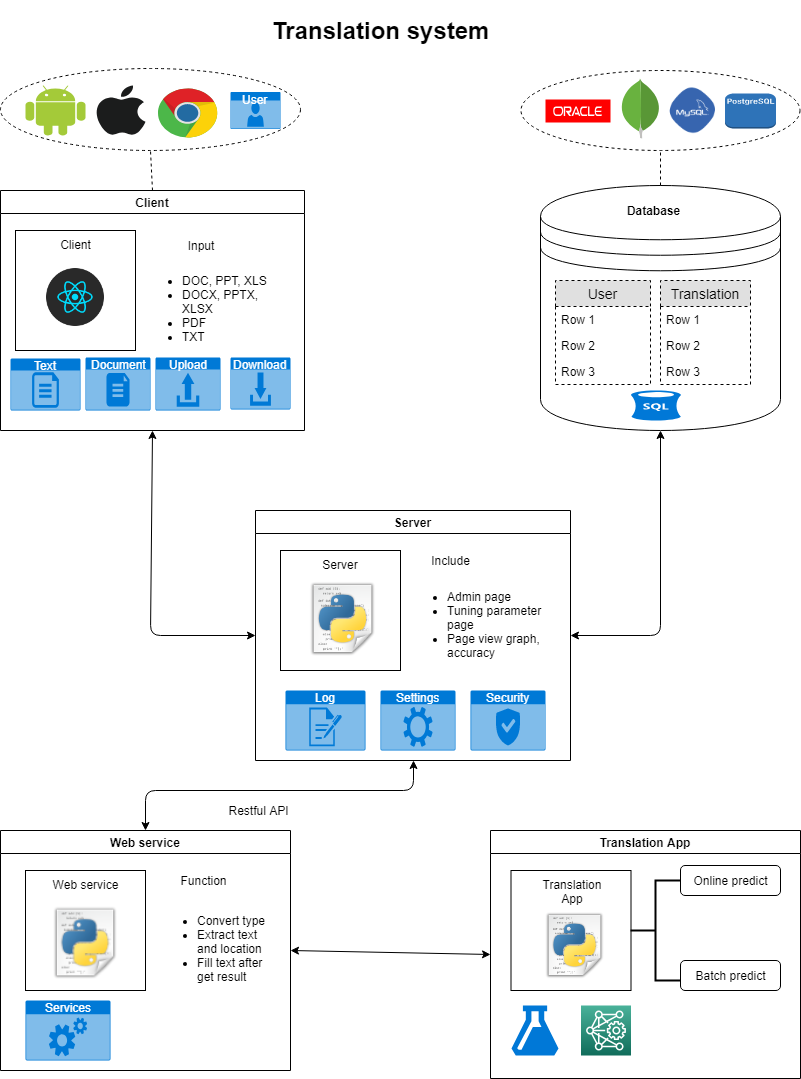 Translation system
User
ORACLE
MySQL
PostgreSQL
Client
Client
Input
DOC, PPT, XLS
DOCX, PPTX,
XLSX
PDF
TXT
Text
Document
Upload
Download
Database
User
Translation
Row 1
Row 1
Row 2
Row 2
Row 3
Row 3
SQL
Server
Server
Include
Admin page
Tuning parameter
page
Page view graph,
accuracy
Log
Settings
Security
Restful API
Web service
Web service
Function
Convert type
Extract text
and location
Fill text after
get result
Services
Translation App
Translation
App
Online predict
Batch predict